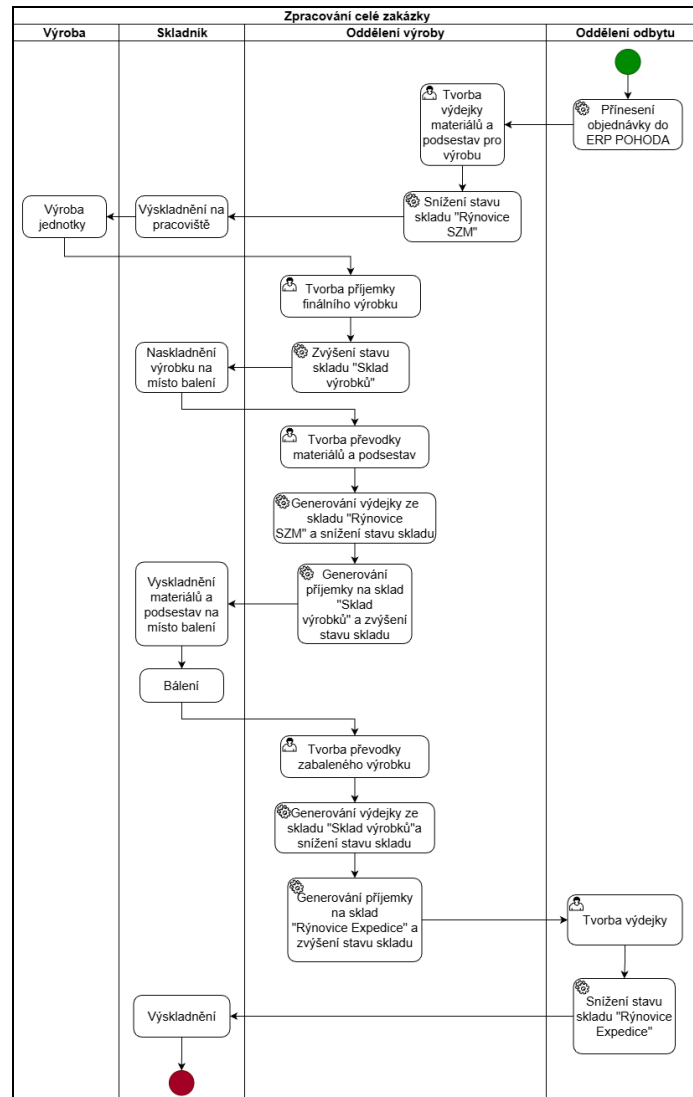 Zpracování celé zakázky
Výroba
Skladník
Oddělení výroby
Oddělení odbytu
Přínesení
objednávky do
ERP POHODA
Tvorba
výdejky
materiálů a
podsestav pro
výrobu
Snížení stavu
skladu "Rýnovice
SZM"
Výskladnění na
pracoviště
Výroba
jednotky
Tvorba příjemky
finálního výrobku
Zvýšení stavu
skladu "Sklad
výrobků"
Naskladnění
výrobku na
místo balení
Tvorba převodky
materiálů a podsestav
Generování výdejky ze
skladu "Rýnovice
SZM" a snížení stavu skladu
Generování
příjemky na sklad
"Sklad
výrobků" a zvýšení
stavu skladu
Vyskladnění
materiálů a
podsestav na
místo balení
Bálení
Tvorba převodky
zabaleného výrobku
Generování výdejky ze
skladu "Sklad výrobků"a
snížení stavu skladu
Generování příjemky
na sklad
"Rýnovice Expedice" a
zvýšení stavu skladu
Tvorba výdejky
Snížení stavu
skladu "Rýnovice
Expedice"
Výskladnění